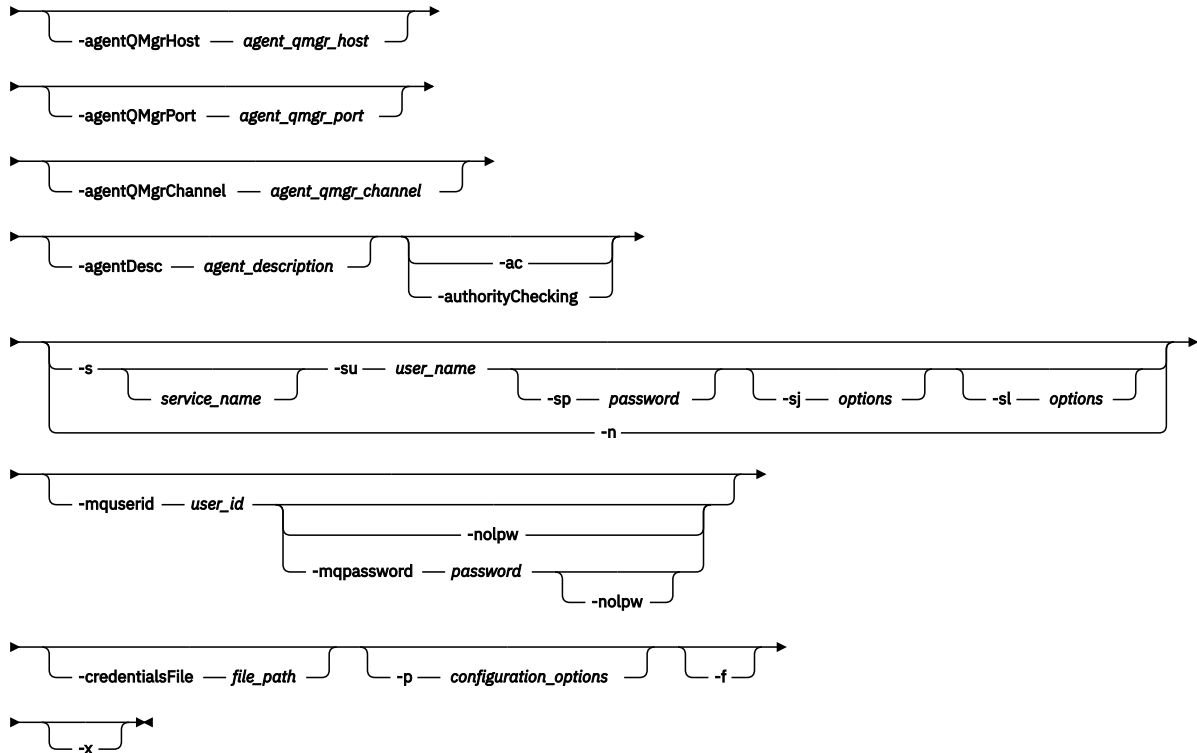 -agentQMgrHost agent_qmgr_host
-agentQMgrPort agent_qmgr_port
-agentQMgrChannel agent_qmgr_channel
-ac
-agentDesc agent_description
-authorityChecking
-s -su user_name
service_name -sp password -sj options -sl options
-n
-mquserid user_id
-nolpw
-mqpassword password
-nolpw
-credentialsFile file_path -p configuration_options -f
-x